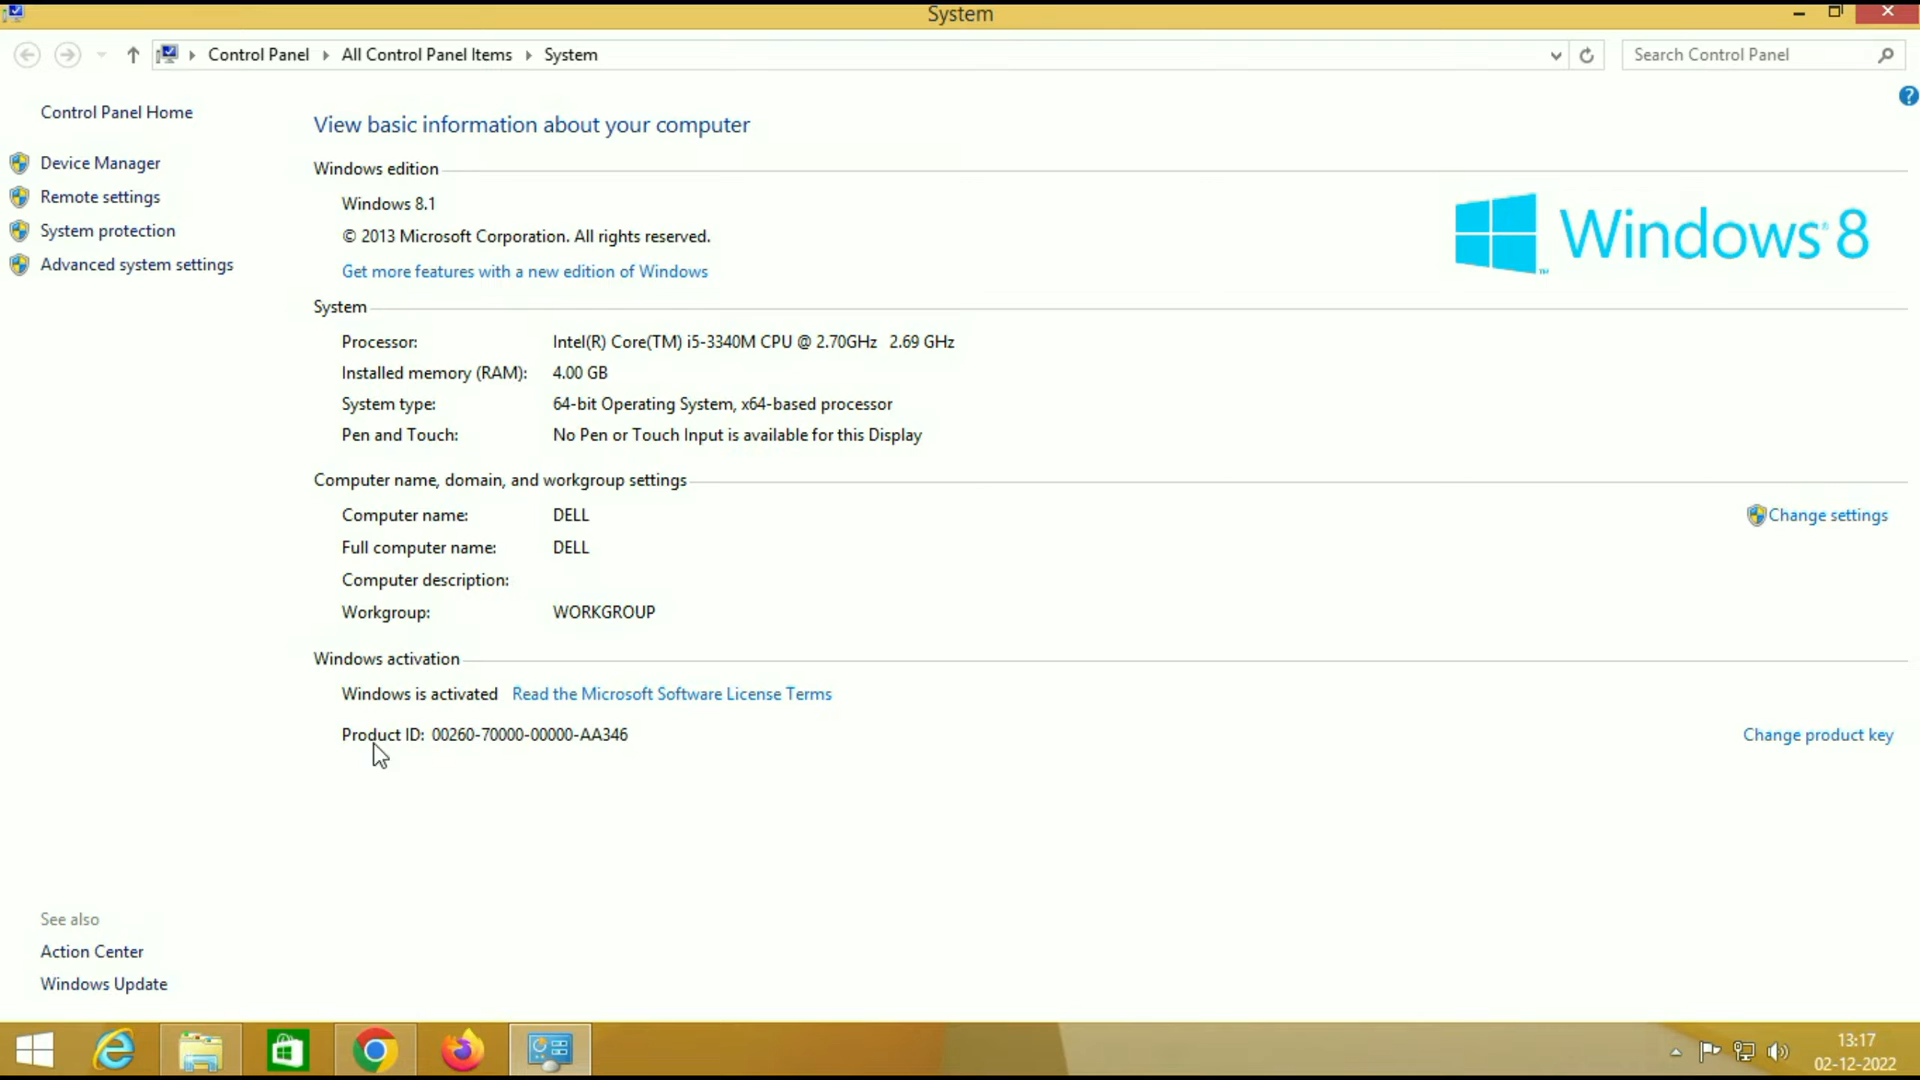 System
Control Panel
All Control Panel Items
System
Search Control Panel
Control Panel Home
Device Manager
Remote settings
System protection
Advanced system settings
View basic information about your computer
Windows edition
Windows 8.1
© 2013 Microsoft Corporation. All rights reserved.
Get more features with a new edition of Windows
Windows® 8
System
Processor: Intel(R) Core(TM) i5-3340M CPU @ 2.70GHz 2.69 GHz
Installed memory (RAM): 4.00 GB
System type: 64-bit Operating System, x64-based processor
Pen and Touch: No Pen or Touch Input is available for this Display
Computer name, domain, and workgroup settings
Computer name: DELL
Change settings
Full computer name: DELL
Computer description:
Workgroup: WORKGROUP
Windows activation
Windows is activated Read the Microsoft Software License Terms
Product ID: 00260-70000-00000-AA346
Change product key
See also
Action Center
Windows Update
13:17
02-12-2022